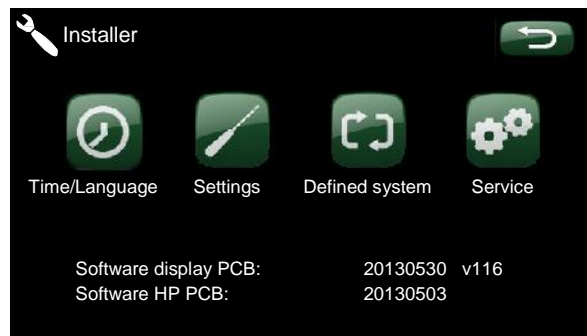 Installer
Time/Language Settings Defined system Service
Software display PCB: 20130530 v116
Software HP PCB: 20130503